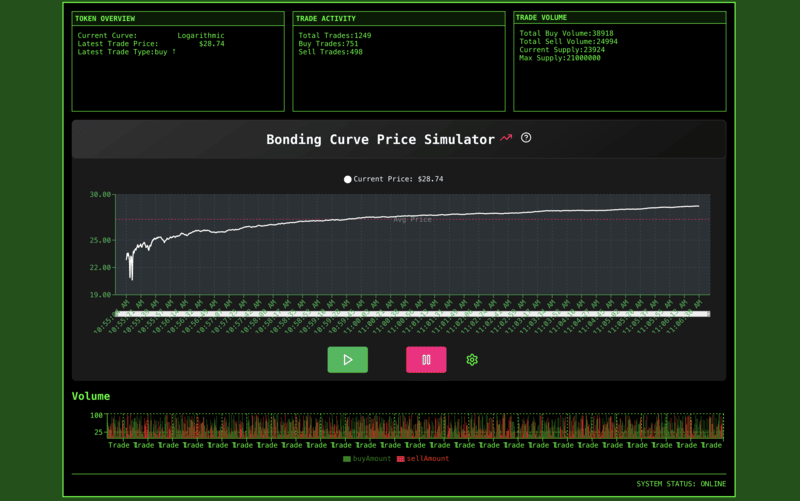 TOKEN OVERVIEW
Current Curve: Logarithmic
Latest Trade Price: $28.74
Latest Trade Type:buy ↑
TRADE ACTIVITY
Total Trades:1249
Buy Trades:751
Sell Trades:498
TRADE VOLUME
Total Buy Volume:38918
Total Sell Volume:24994
Current Supply:23924
Max Supply:21000000
Bonding Curve Price Simulator
Current Price: $28.74
30.00
25.00
22.00
19.00
Avg Price
Volume
100
25
Trade Trade Trade Trade Trade Trade Trade Trade Trade Trade Trade Trade Trade Trade Trade Trade Trade Trade Trade Trade Trade Trade Trade Trade
buyAmount
sellAmount
SYSTEM STATUS: ONLINE